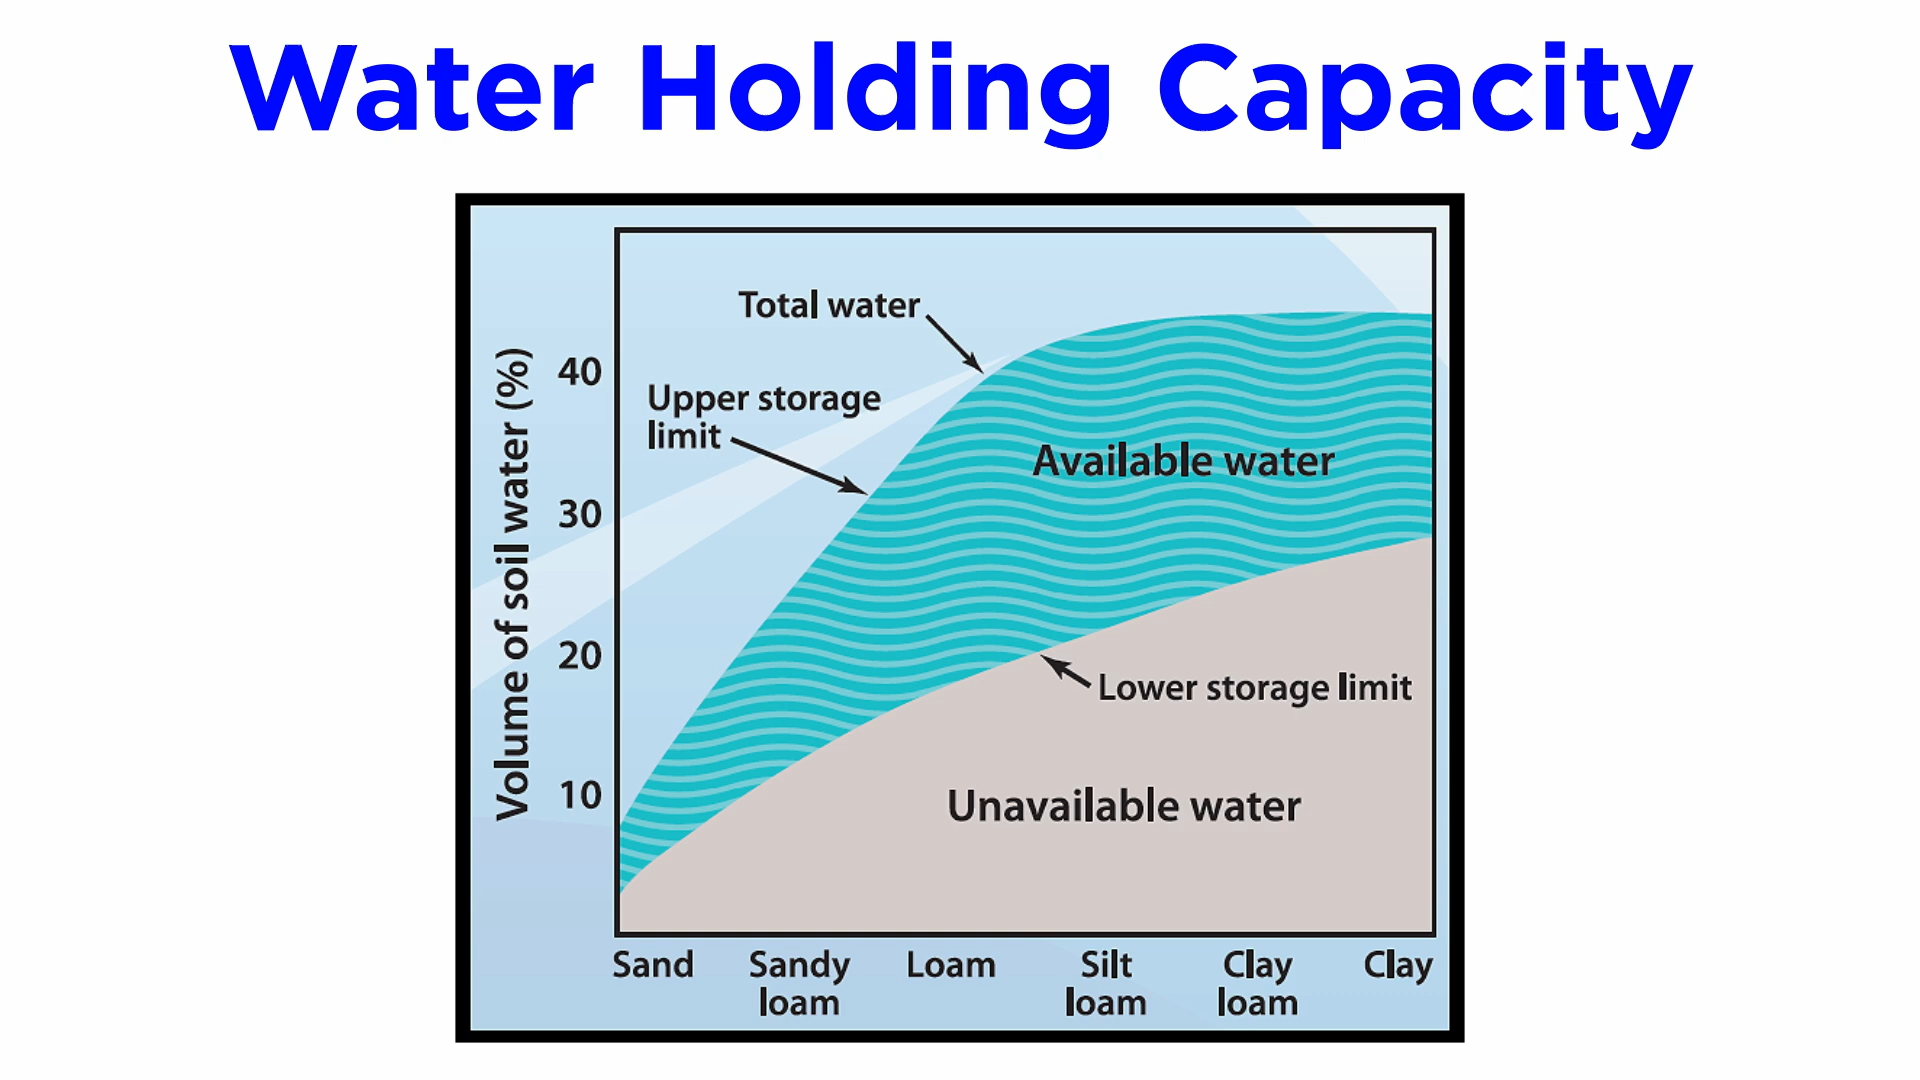 Water Holding Capacity
Total water
Upper storage
limit
Available water
Lower storage limit
Unavailable water
Volume of soil water (%)
40
30
20
10
Sand
Sandy
loam
Loam
Silt
loam
Clay
loam
Clay